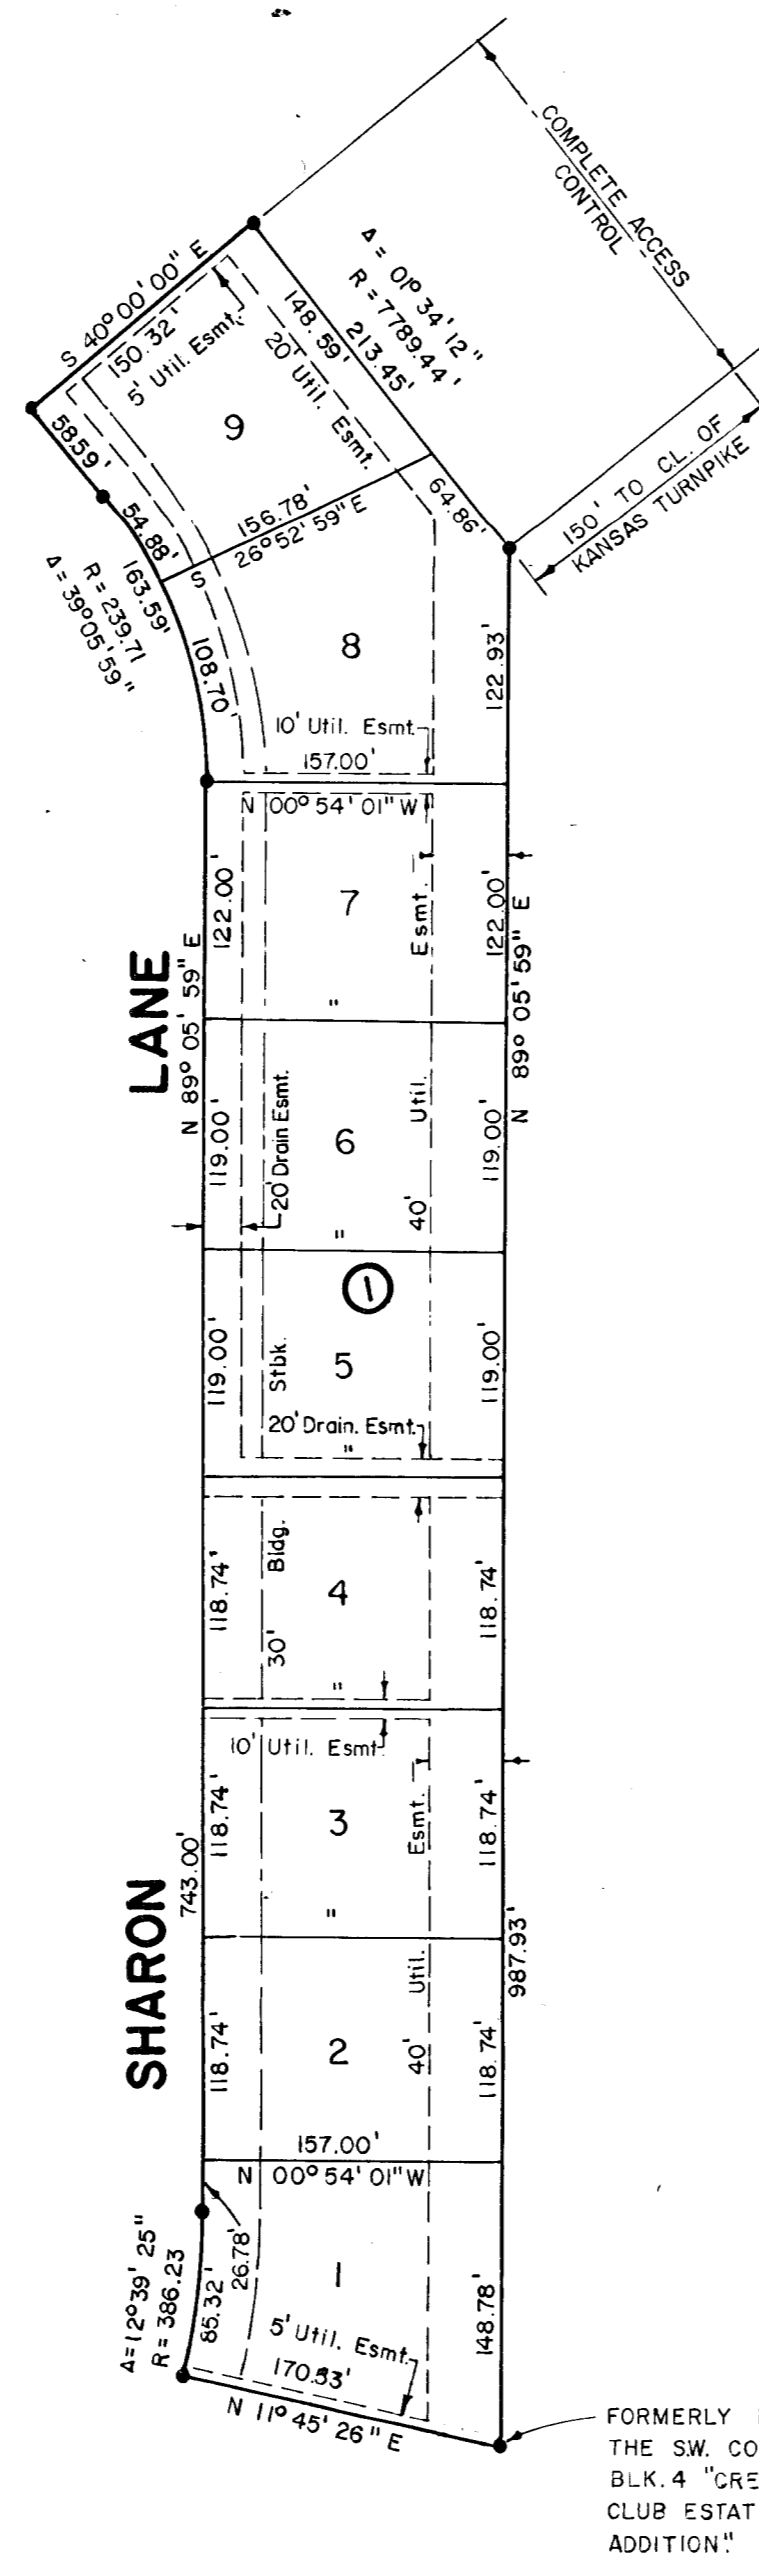 COMPLETE ACCESS
CONTROL
Δ = 01° 34' 12"
R = 7789.44'
213.45'
148.59'
S 40° 00' 00" E
150.32'
5' Util. Esmt.
20' Util. Esmt.
9
58.59'
54.88'
156.78'
S 26° 52' 59" E
64.86'
150' TO C.L. OF
KANSAS TURNPIKE
163.59'
R = 239.71
Δ = 39° 05' 59"
108.70'
8
122.93'
10' Util. Esmt.
157.00'
N 00° 54' 01" W
122.00'
7
Esmt.
122.00'
N 89° 05' 59" E
N 89° 05' 59" E
LANE
"
119.00'
20' Drain Esmt.
6
Util.
40'
119.00'
"
1
119.00'
Stbk.
5
119.00'
20' Drain. Esmt.
"
118.74'
Bldg.
30'
4
118.74'
"
10' Util. Esmt.
118.74'
3
Esmt.
118.74'
743.00'
"
987.93'
SHARON
118.74'
2
Util.
40'
118.74'
157.00'
N 00° 54' 01" W
26.78'
Δ = 12° 39' 25"
R = 386.23
85.32'
1
148.78'
5' Util. Esmt.
170.53'
N 11° 45' 26" E
FORMERLY
THE S.W. CO
BLK. 4 "CRE
CLUB ESTAT
ADDITION."